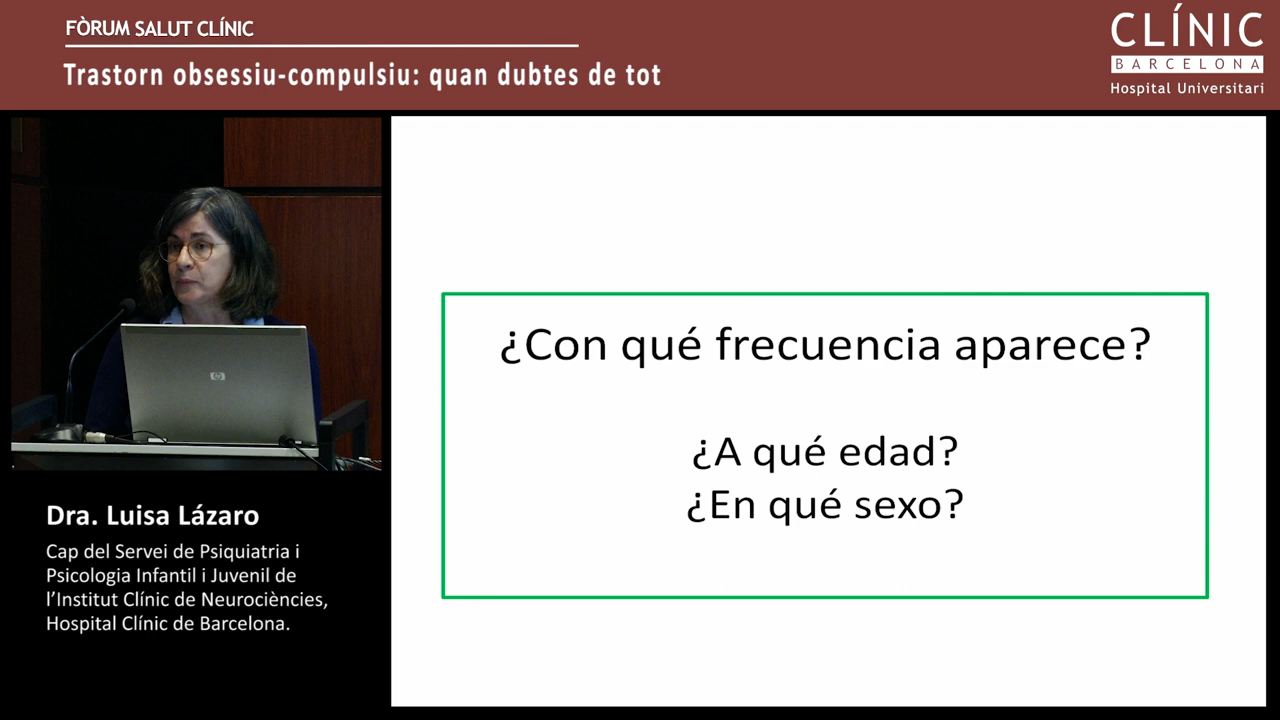 FÒRUM SALUT CLÍNIC
Trastorn obsessiu-compulsiu: quan dubtes de tot
CLÍNIC
BARCELONA
Hospital Universitari
¿Con qué frecuencia aparece?
¿A qué edad?
¿En qué sexo?
hp
Dra. Luisa Lázaro
Cap del Servei de Psiquiatria i
Psicologia Infantil i Juvenil de
l'Institut Clínic de Neurociències,
Hospital Clínic de Barcelona.